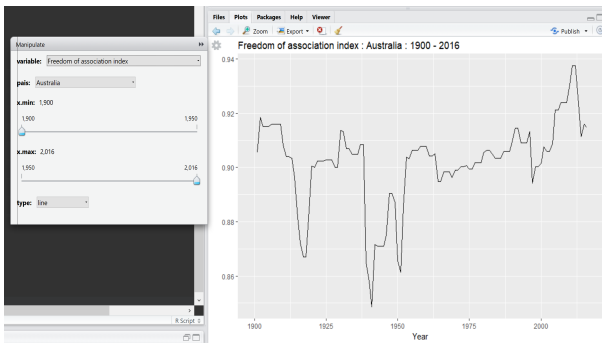 Files Plots Packages Help Viewer
Zoom Export Publish
Manipulate
variable: Freedom of association index
país: Australia
x.min: 1,900
1,900 1,950
x.max: 2,016
1,950 2,016
type: line
R Script
Freedom of association index : Australia : 1900 - 2016
0.94
0.92
0.90
0.88
0.86
1900 1925 1950 1975 2000
Year